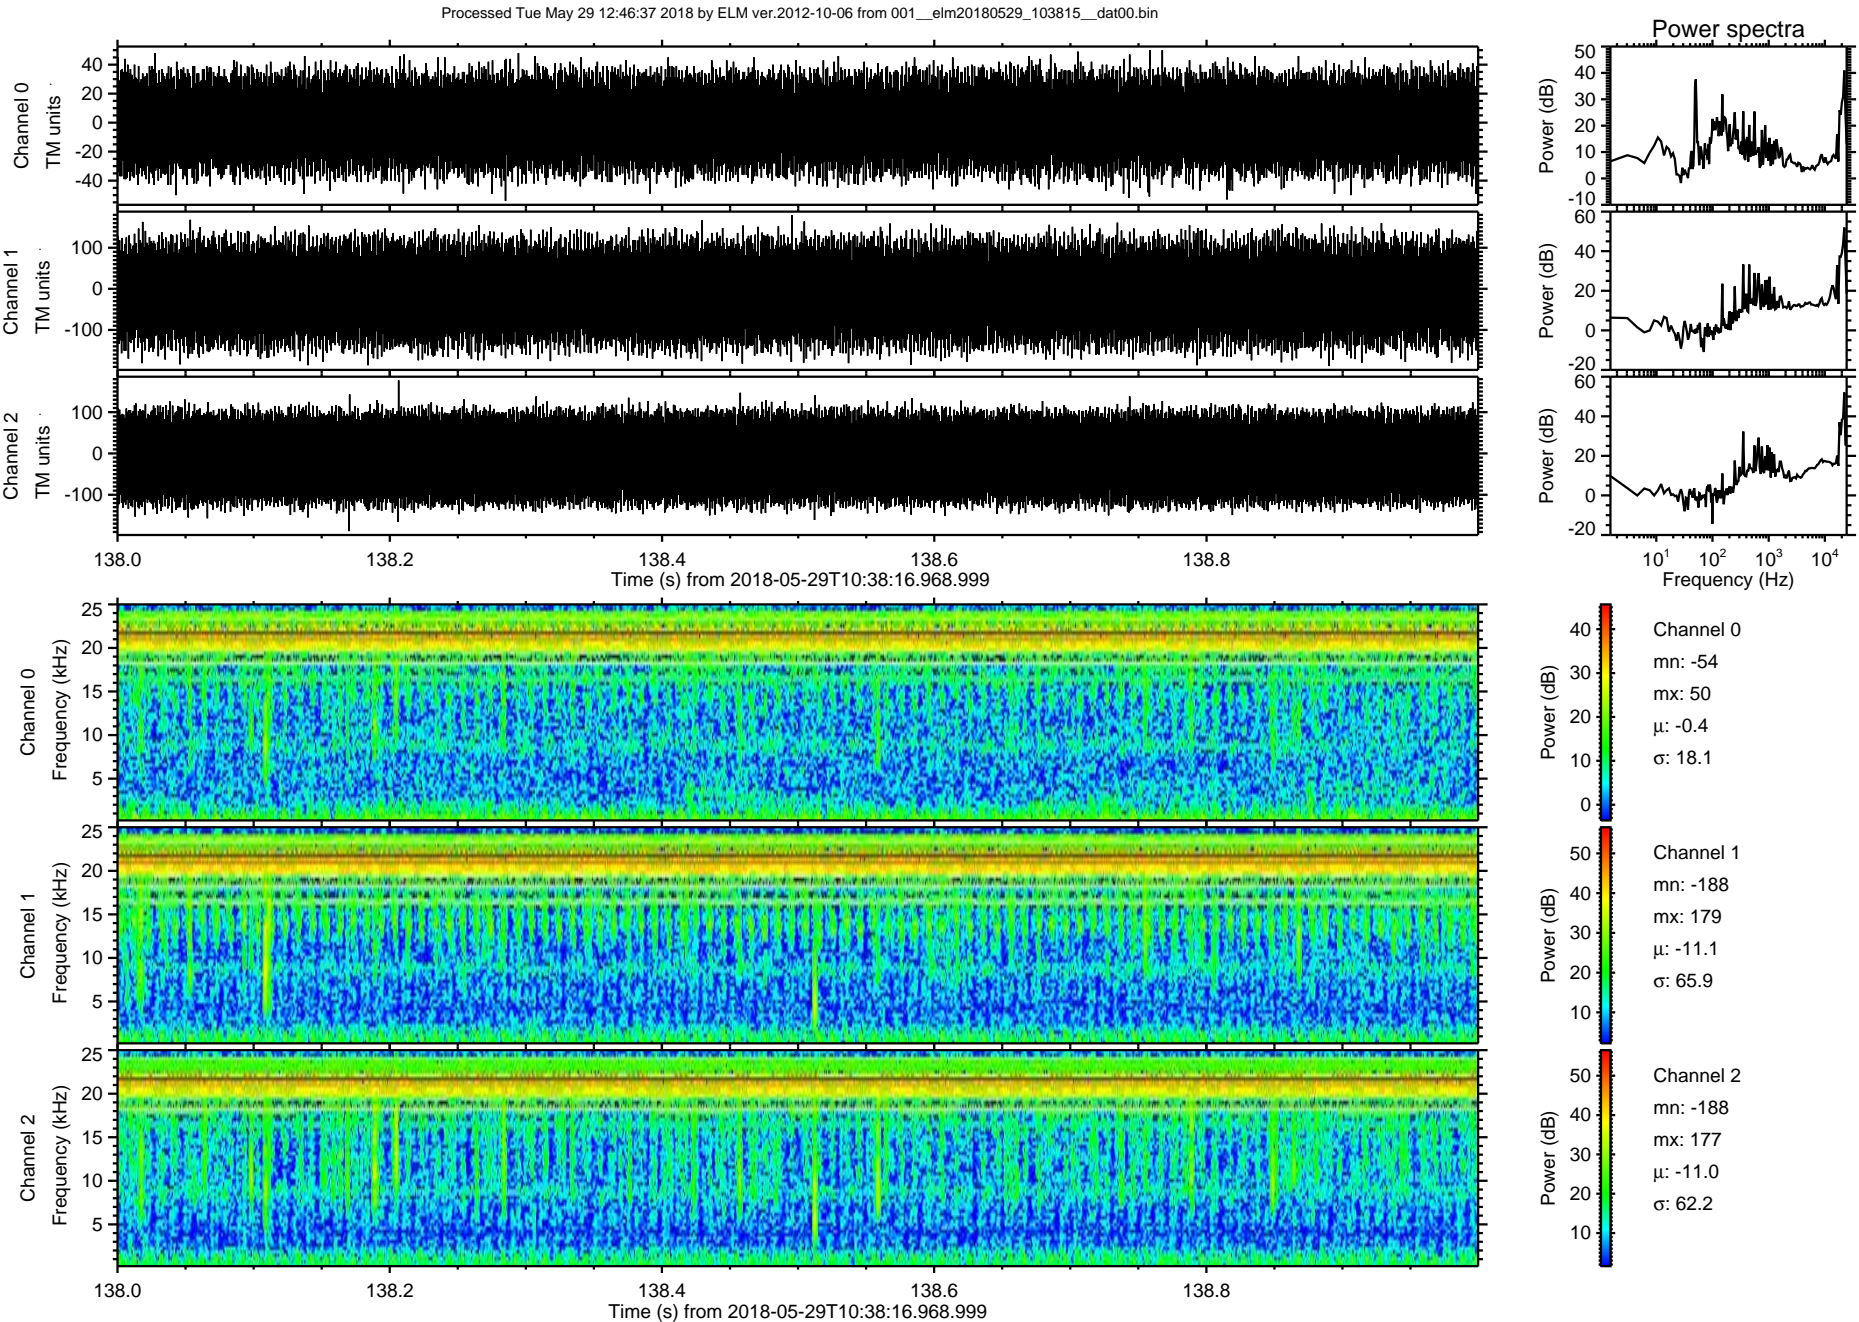 Processed Tue May 29 12:46:37 2018 by ELM ver.2012-10-06 from 001__elm20180529_103815__dat00.bin
Power spectra
Channel 0
TM units
40
20
0
-20
-40
Power (dB)
50
40
30
20
10
0
-10
Channel 1
TM units
100
0
-100
Power (dB)
60
40
20
0
-20
Channel 2
TM units
100
0
-100
Power (dB)
60
40
20
0
-20
138.0 138.2 138.4 138.6 138.8
Time (s) from 2018-05-29T10:38:16.968.999
10^1 10^2 10^3 10^4
Frequency (Hz)
Channel 0
Frequency (kHz)
25
20
15
10
5
Power (dB)
40
30
20
10
0
Channel 0
mn: -54
mx: 50
μ: -0.4
σ: 18.1
Channel 1
Frequency (kHz)
25
20
15
10
5
Power (dB)
50
40
30
20
10
Channel 1
mn: -188
mx: 179
μ: -11.1
σ: 65.9
Channel 2
Frequency (kHz)
25
20
15
10
5
Power (dB)
50
40
30
20
10
Channel 2
mn: -188
mx: 177
μ: -11.0
σ: 62.2
138.0 138.2 138.4 138.6 138.8
Time (s) from 2018-05-29T10:38:16.968.999